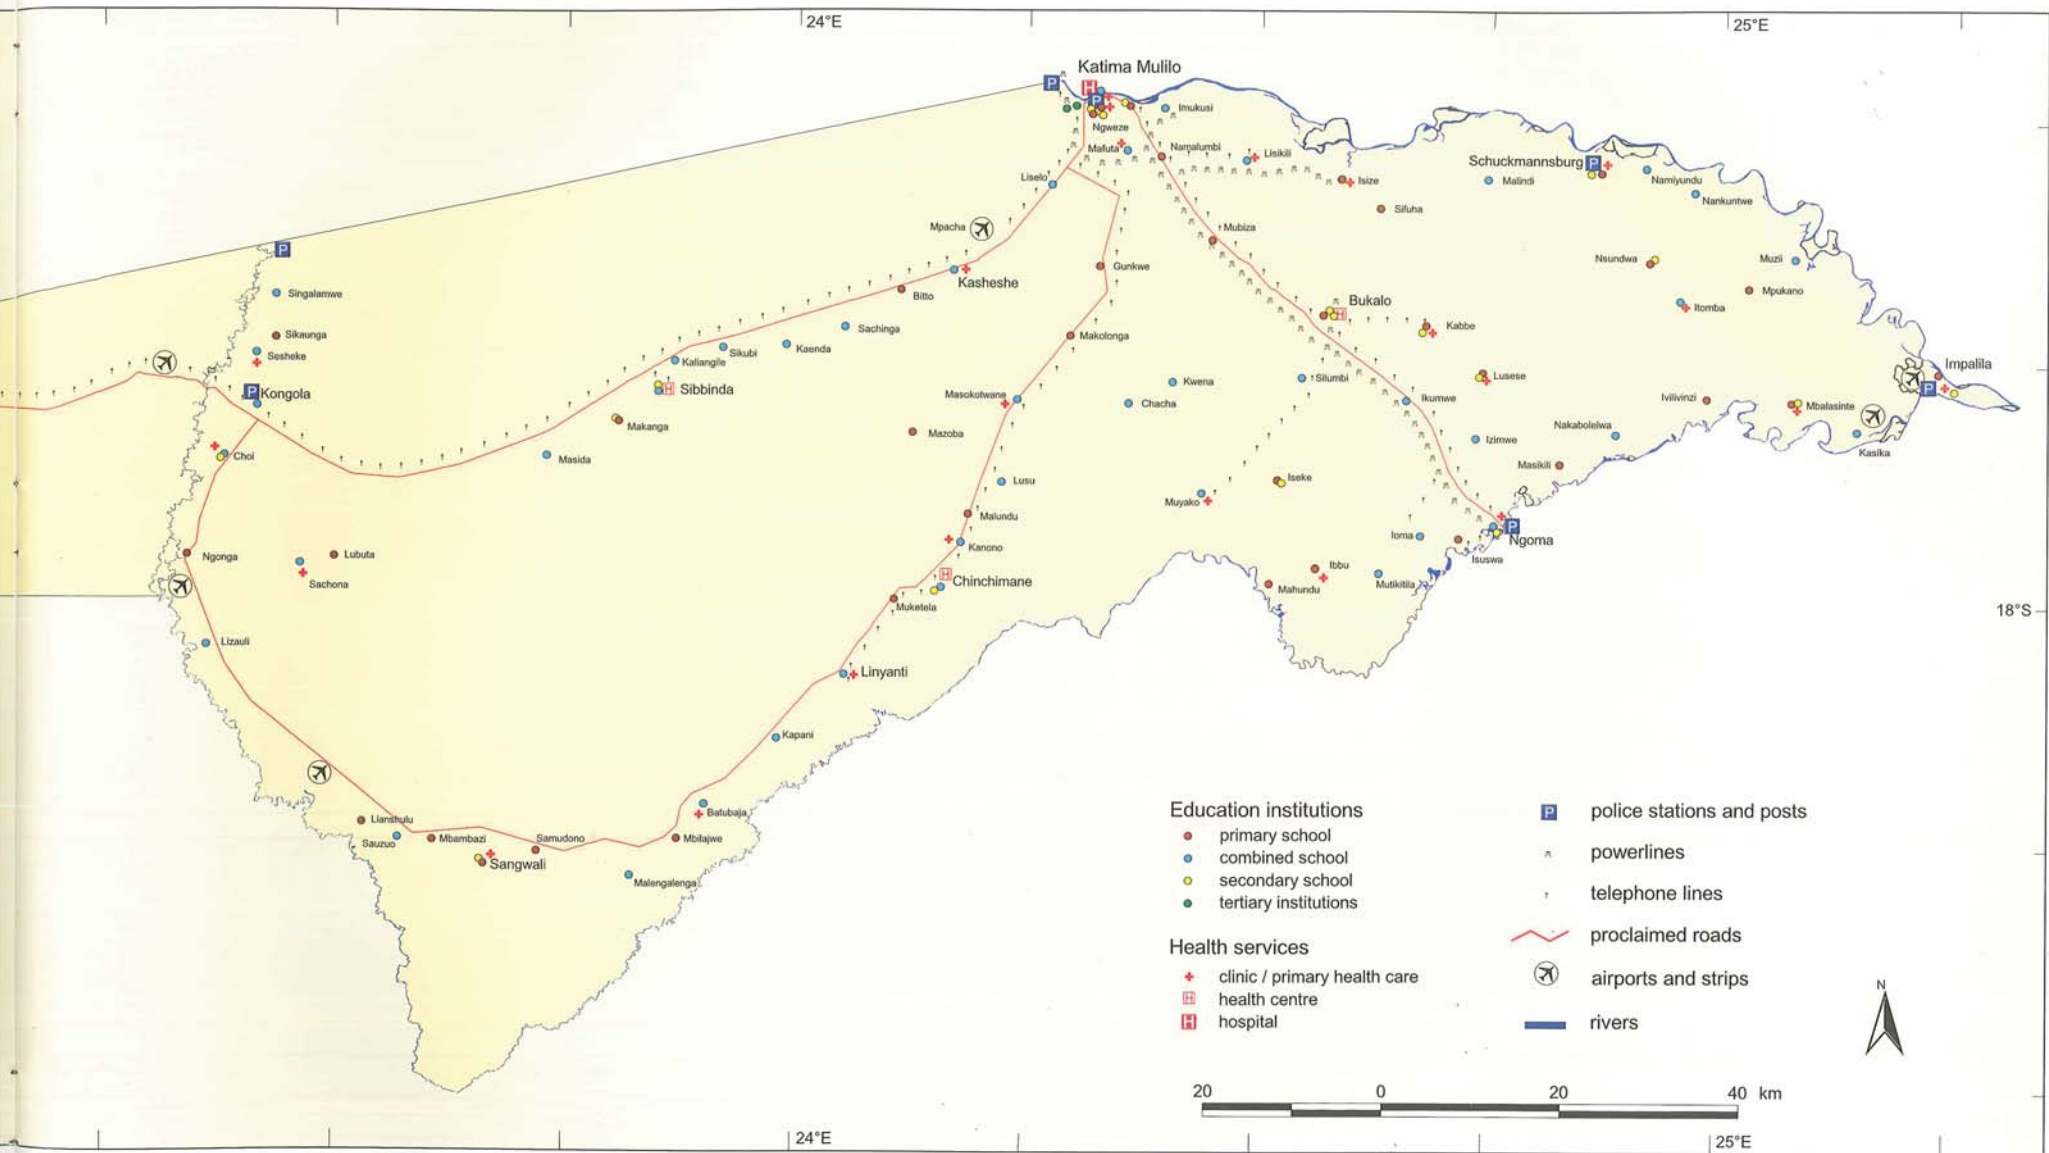 24°E
25°E
Katima Mulilo
Imukusi
Ngweze
Mafuta
Namalumbi
Lisikili
Schuckmannsburg
Liselo
Isize
Malindi
Namiyundu
Nankuntwe
Sifuha
Mpacha
Mubiza
Nsundwa
Muzii
Gunkwe
Kasheshe
Bitto
Mpukano
Singalamwe
Bukalo
Itomba
Sachinga
Kabbe
Sikaunga
Makolonga
Sesheke
Kaliangile
Sikubi
Kaenda
Impalila
Kwena
Silumbi
Lusese
Sibbinda
Kongola
Masokotwane
Chacha
Ikumwe
Ivilivinzi
Mbalasinte
Makanga
Mazoba
Nakabolelwa
Izimwe
Kasika
Choi
Masida
Masikili
Lusu
Iseke
Muyako
Malundu
Ioma
Ngoma
Kanono
Ngonga
Lubuta
Isuswa
Ibbu
Sachona
Chinchimane
Mahundu
Mutikitila
Muketela
18°S
Lizauli
Linyanti
Kapani
Lianshulu
Batubaja
Sauzuo
Mbambazi
Samudono
Mbilajwe
Sangwali
Malengalenga
Education institutions
primary school
combined school
secondary school
tertiary institutions
Health services
clinic / primary health care
health centre
hospital
P police stations and posts
powerlines
telephone lines
proclaimed roads
airports and strips
rivers
N
20 0 20 40 km
24°E
25°E